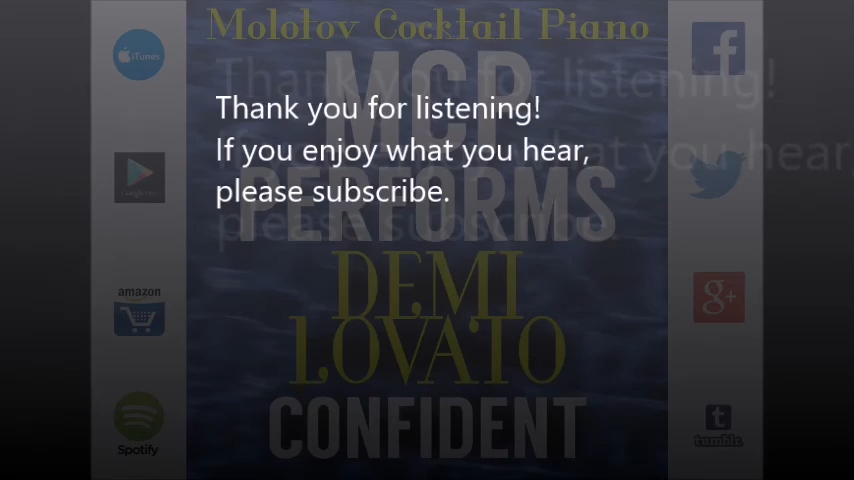 Molotov Cocktail Piano
MCP
PERFORMS
DEMI
LOVATO
CONFIDENT
Thank you for listening!
If you enjoy what you hear,
please subscribe.
iTunes
amazon
Spotify
f
g+
t
tumblr.